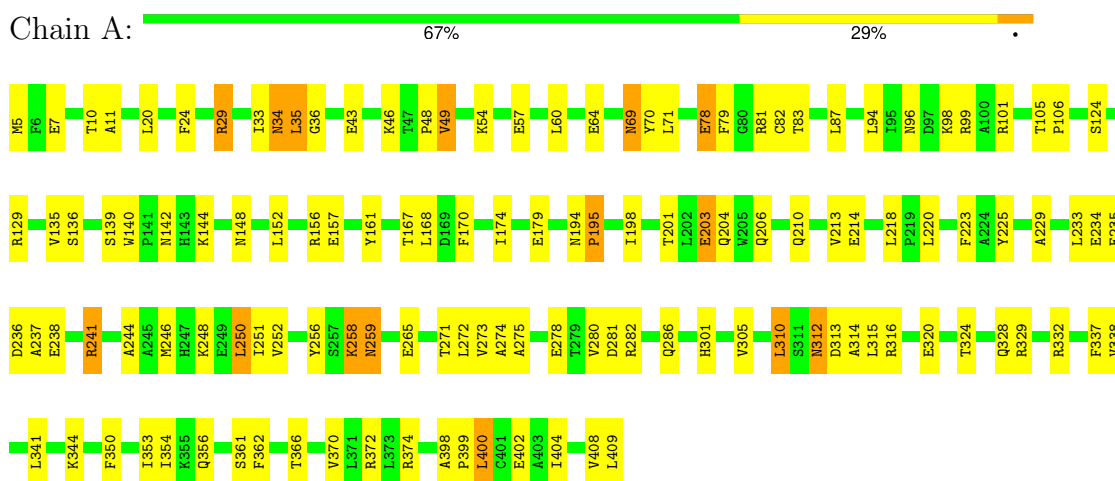 Chain A:
67% 29% •
M5 F6 E7 T10 A11 L20 F24 R29 I33 N34 L35 G36 E43 K46 T47 P48 V49 K54 E57 L60 E64 N69 Y70 L71 E78 F79 G80 R81 C82 T83 L87 L94 I95 N96 D97 K98 R99 A100 R101 T105 P106 S124
R129 V135 S136 S139 W140 P141 N142 H143 K144 N148 L152 R156 E157 Y161 T167 L168 D169 F170 I174 E179 N194 P195 I198 T201 L202 E203 Q204 W205 Q206 Q210 V213 E214 L218 P219 L220 F223 A224 Y225 A229 L233 E234
D236 A237 E238 R241 A244 A245 M246 H247 K248 E249 L250 I251 V252 Y256 S257 K258 N259 E265 T271 L272 V273 A274 A275 E278 T279 V280 D281 R282 Q286 H301 V305 L310 S311 N312 D313 A314 L315 R316 E320 T324 Q328 R329 R332 F337
L341 K344 F350 I353 I354 K355 Q356 S361 F362 T366 V370 L371 R372 L373 R374 A398 P399 L400 C401 E402 A403 I404 V408 L409